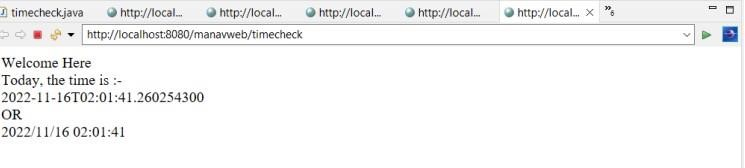 timecheck.java http://local... http://local... http://local... http://local... http://local... »6
http://localhost:8080/manavweb/timecheck
Welcome Here
Today, the time is :-
2022-11-16T02:01:41.260254300
OR
2022/11/16 02:01:41